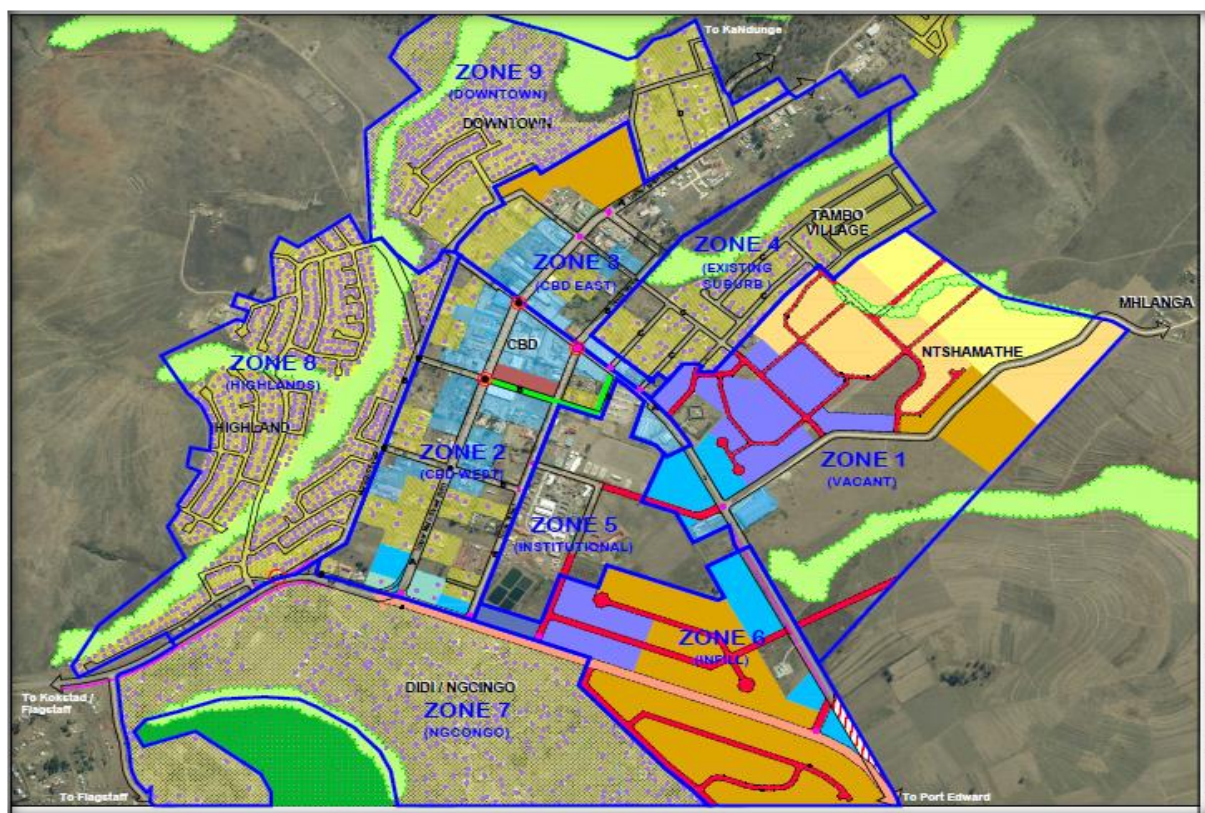 To KaNdunge
ZONE 9
(DOWNTOWN)
DOWNTOWN
TAMBO
VILLAGE
ZONE 4
(EXISTING
SUBURB )
ZONE 3
(CBD EAST)
MHLANGA
CBD
NTSHAMATHE
ZONE 8
(HIGHLANDS)
HIGHLAND
ZONE 2
(CBD WEST)
ZONE 1
(VACANT)
ZONE 5
(INSTITUTIONAL)
ZONE 6
(INFILL)
DIDI / NGCINGO
ZONE 7
(NGCONGO)
To Kokstad /
Flagstaff
To Flagstaff
To Port Edward